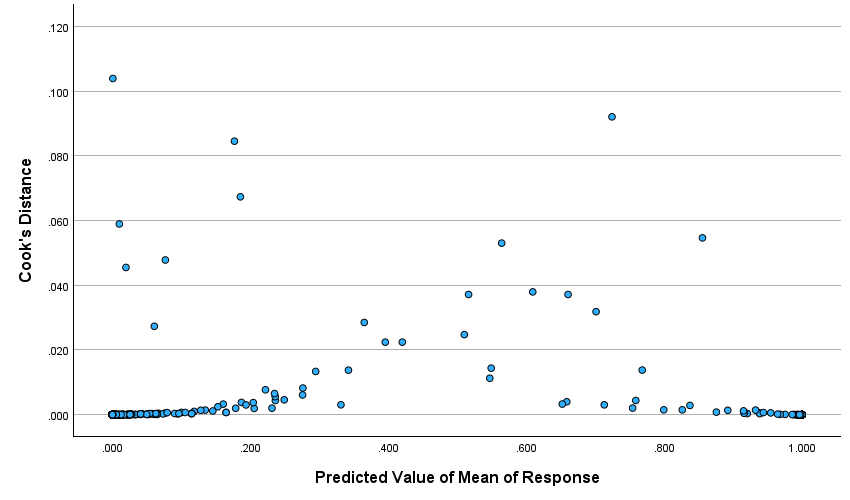 .120
.100
.080
.060
.040
.020
.000
Cook's Distance
.000 .200 .400 .600 .800 1.000
Predicted Value of Mean of Response